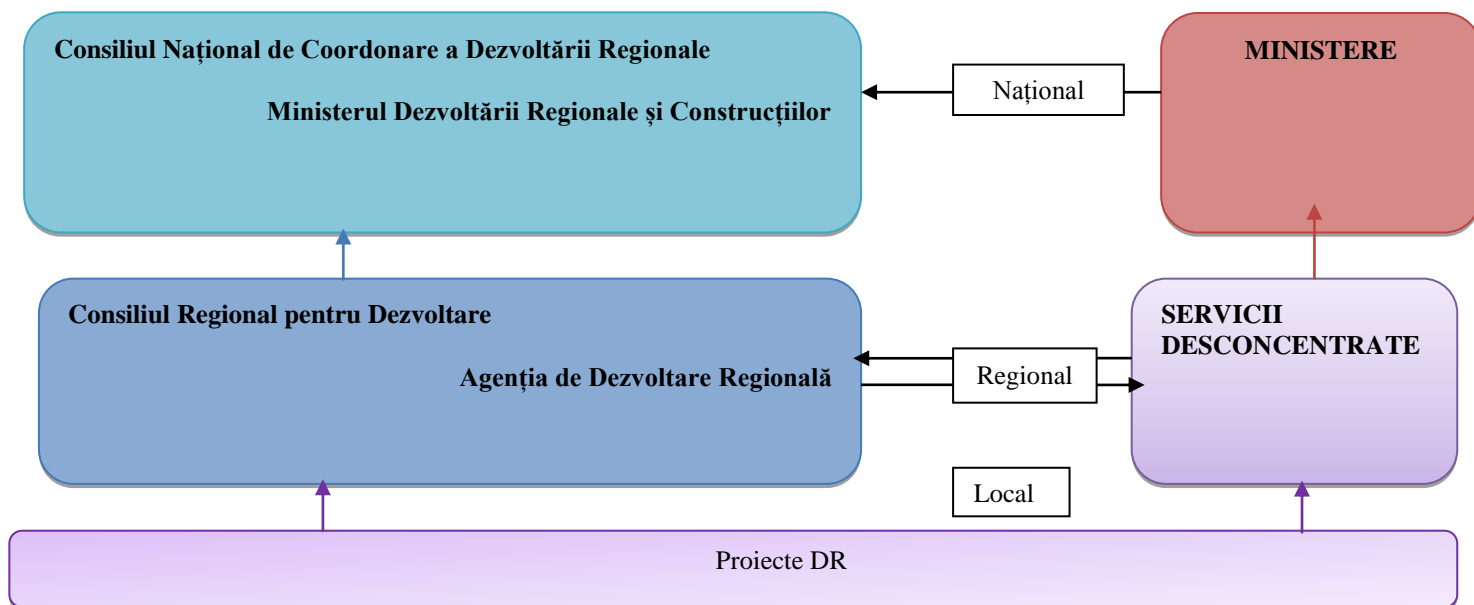 Consiliul Național de Coordonare a Dezvoltării Regionale
Ministerul Dezvoltării Regionale și Construcțiilor
Național
MINISTERE
Consiliul Regional pentru Dezvoltare
Agenția de Dezvoltare Regională
Regional
SERVICII
DESCONCENTRATE
Local
Proiecte DR